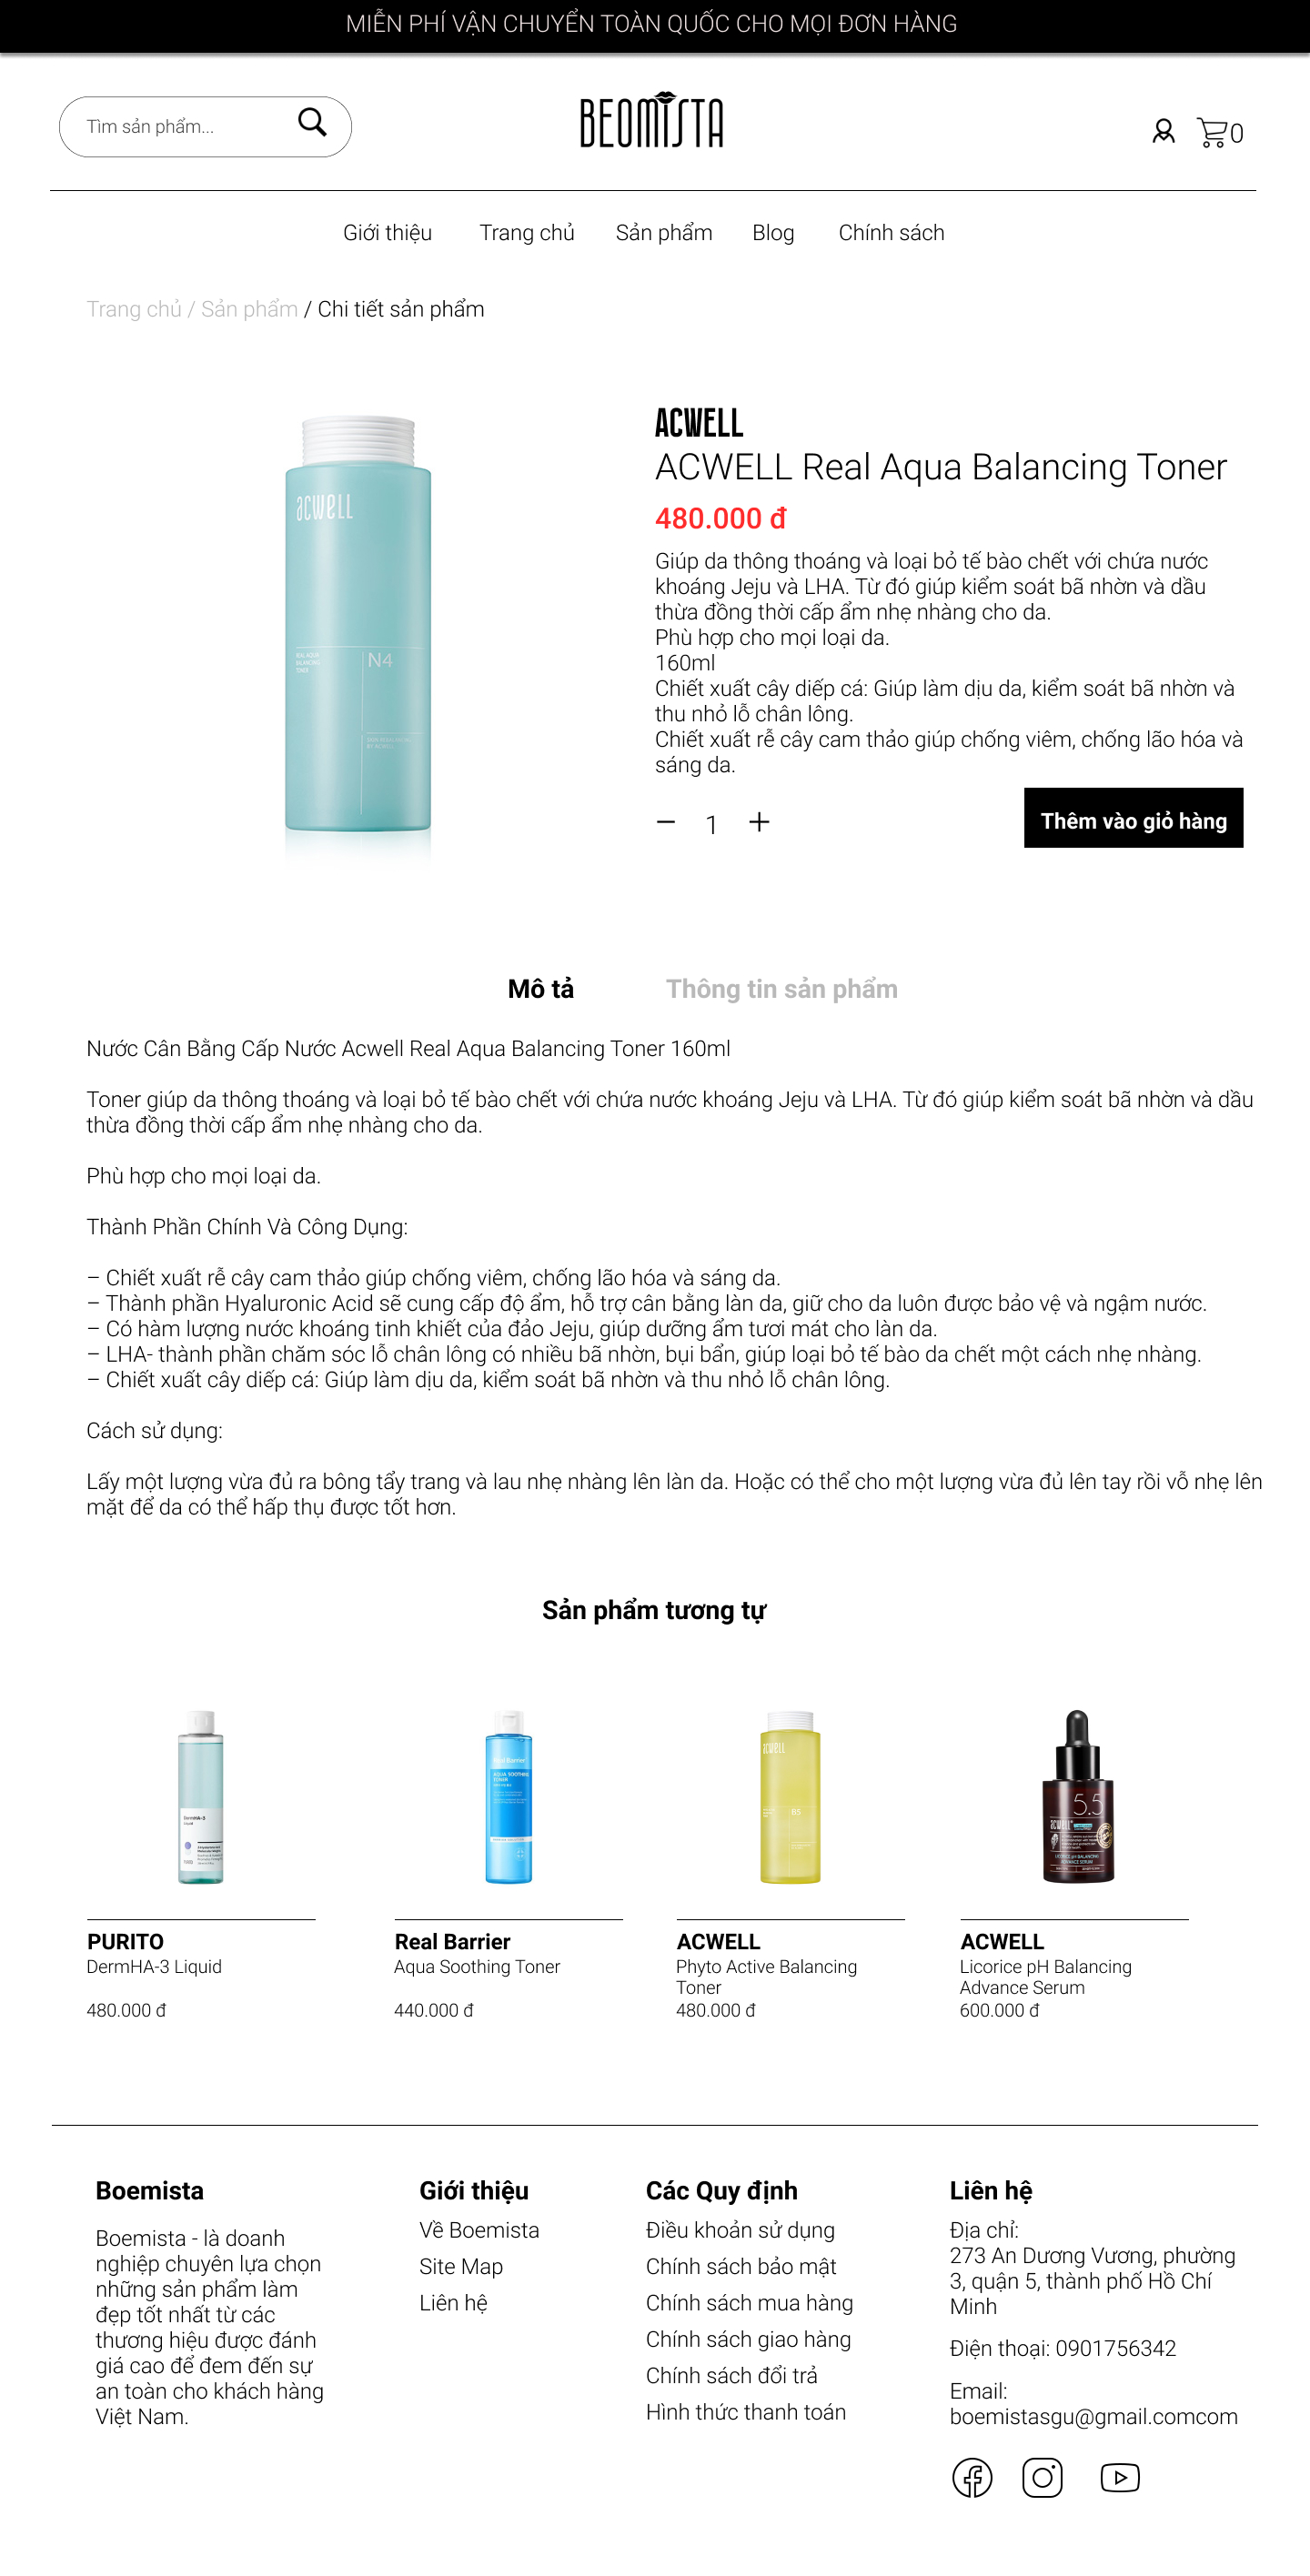 MIỄN PHÍ VẬN CHUYỂN TOÀN QUỐC CHO MỌI ĐƠN HÀNG
Tìm sản phẩm...
BEOMISTA
0
Giới thiệu Trang chủ Sản phẩm Blog Chính sách
Trang chủ / Sản phẩm / Chi tiết sản phẩm
acwell
REAL AQUA
BALANCING
TONER
N4
ACWELL
ACWELL Real Aqua Balancing Toner
480.000 đ
Giúp da thông thoáng và loại bỏ tế bào chết với chứa nước
khoáng Jeju và LHA. Từ đó giúp kiểm soát bã nhờn và dầu
thừa đồng thời cấp ẩm nhẹ nhàng cho da.
Phù hợp cho mọi loại da.
160ml
Chiết xuất cây diếp cá: Giúp làm dịu da, kiểm soát bã nhờn và
thu nhỏ lỗ chân lông.
Chiết xuất rễ cây cam thảo giúp chống viêm, chống lão hóa và
sáng da.
1
Thêm vào giỏ hàng
Mô tả Thông tin sản phẩm
Nước Cân Bằng Cấp Nước Acwell Real Aqua Balancing Toner 160ml
Toner giúp da thông thoáng và loại bỏ tế bào chết với chứa nước khoáng Jeju và LHA. Từ đó giúp kiểm soát bã nhờn và dầu
thừa đồng thời cấp ẩm nhẹ nhàng cho da.
Phù hợp cho mọi loại da.
Thành Phần Chính Và Công Dụng:
– Chiết xuất rễ cây cam thảo giúp chống viêm, chống lão hóa và sáng da.
– Thành phần Hyaluronic Acid sẽ cung cấp độ ẩm, hỗ trợ cân bằng làn da, giữ cho da luôn được bảo vệ và ngậm nước.
– Có hàm lượng nước khoáng tinh khiết của đảo Jeju, giúp dưỡng ẩm tươi mát cho làn da.
– LHA- thành phần chăm sóc lỗ chân lông có nhiều bã nhờn, bụi bẩn, giúp loại bỏ tế bào da chết một cách nhẹ nhàng.
– Chiết xuất cây diếp cá: Giúp làm dịu da, kiểm soát bã nhờn và thu nhỏ lỗ chân lông.
Cách sử dụng:
Lấy một lượng vừa đủ ra bông tẩy trang và lau nhẹ nhàng lên làn da. Hoặc có thể cho một lượng vừa đủ lên tay rồi vỗ nhẹ lên
mặt để da có thể hấp thụ được tốt hơn.
Sản phẩm tương tự
DermHA-3
Real Barrier
AQUA SOOTHING
TONER
acwell
B5
5.5
acwell
LICORICE pH BALANCING
ADVANCE SERUM
PURITO
DermHA-3 Liquid
480.000 đ
Real Barrier
Aqua Soothing Toner
440.000 đ
ACWELL
Phyto Active Balancing
Toner
480.000 đ
ACWELL
Licorice pH Balancing
Advance Serum
600.000 đ
Boemista
Boemista - là doanh
nghiệp chuyên lựa chọn
những sản phẩm làm
đẹp tốt nhất từ các
thương hiệu được đánh
giá cao để đem đến sự
an toàn cho khách hàng
Việt Nam.
Giới thiệu
Về Boemista
Site Map
Liên hệ
Các Quy định
Điều khoản sử dụng
Chính sách bảo mật
Chính sách mua hàng
Chính sách giao hàng
Chính sách đổi trả
Hình thức thanh toán
Liên hệ
Địa chỉ:
273 An Dương Vương, phường
3, quận 5, thành phố Hồ Chí
Minh
Điện thoại: 0901756342
Email:
boemistasgu@gmail.comcom